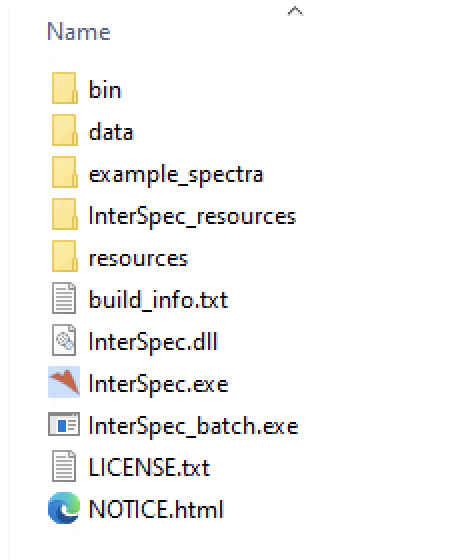 Name
bin
data
example_spectra
InterSpec_resources
resources
build_info.txt
InterSpec.dll
InterSpec.exe
InterSpec_batch.exe
LICENSE.txt
NOTICE.html